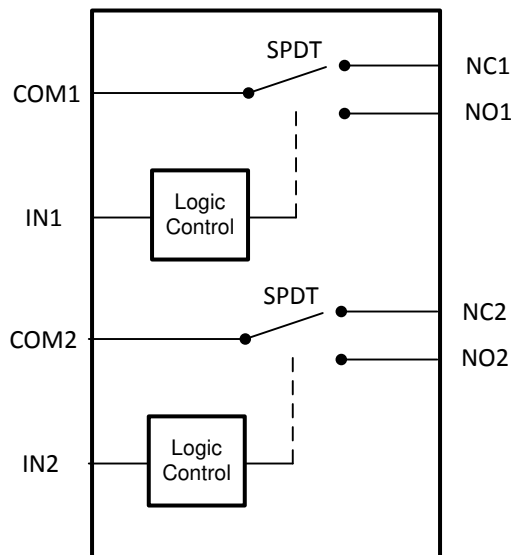 SPDT
NC1
COM1
NO1
IN1
Logic
Control
SPDT
NC2
COM2
NO2
IN2
Logic
Control